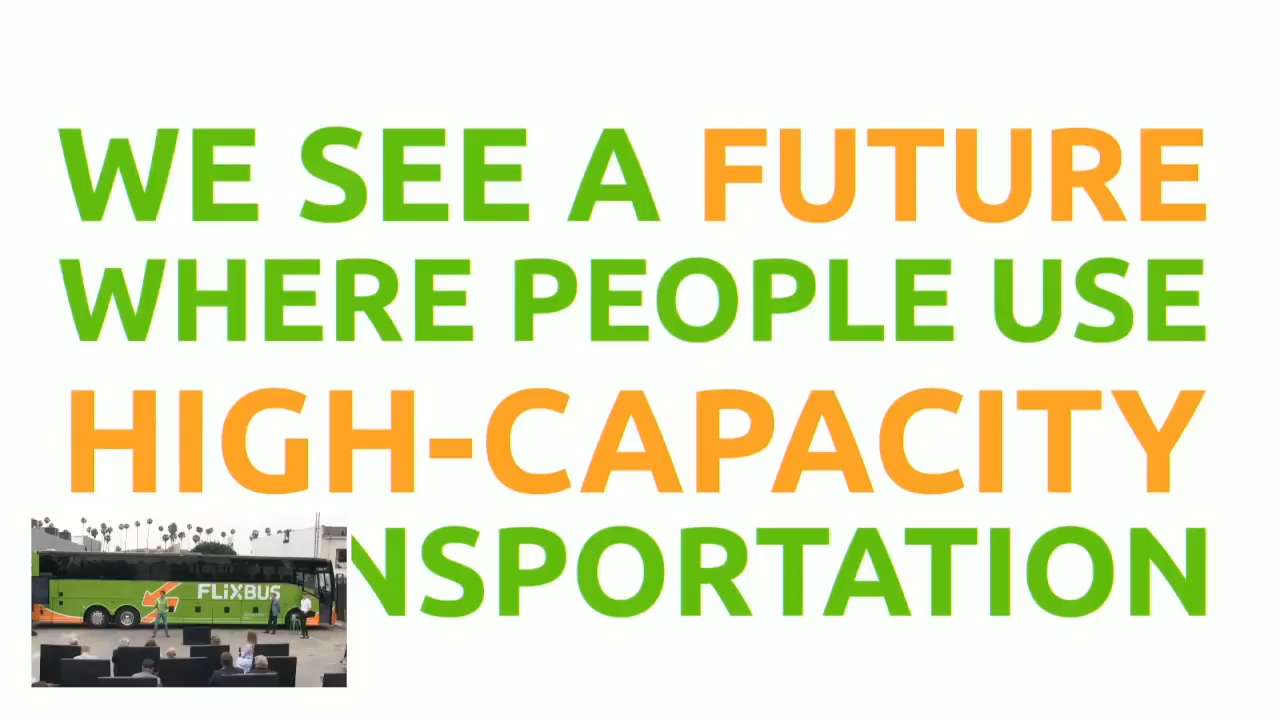 WE SEE A FUTURE
WHERE PEOPLE USE
HIGH-CAPACITY
NSPORTATION
FLiXBUS